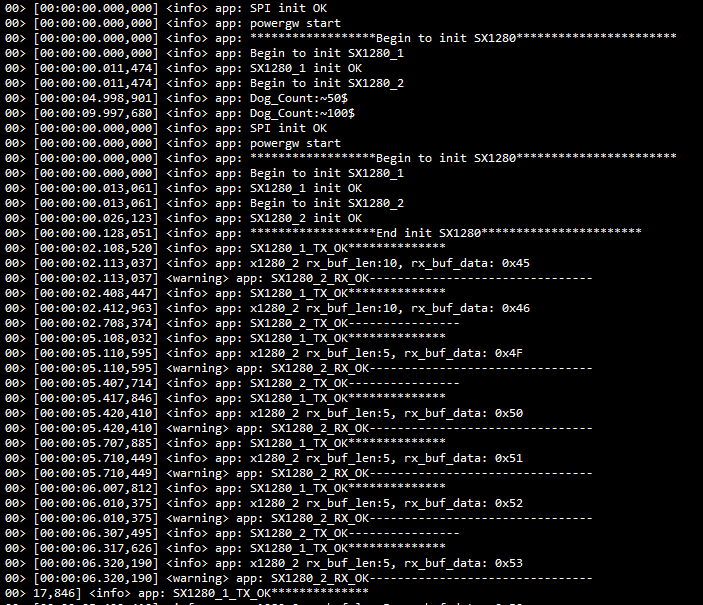 00> [00:00:00.000,000] <info> app: SPI init OK
00> [00:00:00.000,000] <info> app: powergw start
00> [00:00:00.000,000] <info> app: ******************Begin to init SX1280***********************
00> [00:00:00.000,000] <info> app: Begin to init SX1280_1
00> [00:00:00.011,474] <info> app: SX1280_1 init OK
00> [00:00:00.011,474] <info> app: Begin to init SX1280_2
00> [00:00:04.998,901] <info> app: Dog_Count:~50$
00> [00:00:09.997,680] <info> app: Dog_Count:~100$
00> [00:00:00.000,000] <info> app: SPI init OK
00> [00:00:00.000,000] <info> app: powergw start
00> [00:00:00.000,000] <info> app: ******************Begin to init SX1280***********************
00> [00:00:00.000,000] <info> app: Begin to init SX1280_1
00> [00:00:00.013,061] <info> app: SX1280_1 init OK
00> [00:00:00.013,061] <info> app: Begin to init SX1280_2
00> [00:00:00.026,123] <info> app: SX1280_2 init OK
00> [00:00:00.128,051] <info> app: ******************End init SX1280***********************
00> [00:00:02.108,520] <info> app: SX1280_1_TX_OK**************
00> [00:00:02.113,037] <info> app: x1280_2 rx_buf_len:10, rx_buf_data: 0x45
00> [00:00:02.113,037] <warning> app: SX1280_2_RX_OK--------------------------------
00> [00:00:02.408,447] <info> app: SX1280_1_TX_OK**************
00> [00:00:02.412,963] <info> app: x1280_2 rx_buf_len:10, rx_buf_data: 0x46
00> [00:00:02.708,374] <info> app: SX1280_2_TX_OK----------------
00> [00:00:05.108,032] <info> app: SX1280_1_TX_OK**************
00> [00:00:05.110,595] <info> app: x1280_2 rx_buf_len:5, rx_buf_data: 0x4F
00> [00:00:05.110,595] <warning> app: SX1280_2_RX_OK--------------------------------
00> [00:00:05.407,714] <info> app: SX1280_2_TX_OK----------------
00> [00:00:05.417,846] <info> app: SX1280_1_TX_OK**************
00> [00:00:05.420,410] <info> app: x1280_2 rx_buf_len:5, rx_buf_data: 0x50
00> [00:00:05.420,410] <warning> app: SX1280_2_RX_OK--------------------------------
00> [00:00:05.707,885] <info> app: SX1280_1_TX_OK**************
00> [00:00:05.710,449] <info> app: x1280_2 rx_buf_len:5, rx_buf_data: 0x51
00> [00:00:05.710,449] <warning> app: SX1280_2_RX_OK--------------------------------
00> [00:00:06.007,812] <info> app: SX1280_1_TX_OK**************
00> [00:00:06.010,375] <info> app: x1280_2 rx_buf_len:5, rx_buf_data: 0x52
00> [00:00:06.010,375] <warning> app: SX1280_2_RX_OK--------------------------------
00> [00:00:06.307,495] <info> app: SX1280_2_TX_OK----------------
00> [00:00:06.317,626] <info> app: SX1280_1_TX_OK**************
00> [00:00:06.320,190] <info> app: x1280_2 rx_buf_len:5, rx_buf_data: 0x53
00> [00:00:06.320,190] <warning> app: SX1280_2_RX_OK--------------------------------
00> 17,846] <info> app: SX1280_1_TX_OK**************